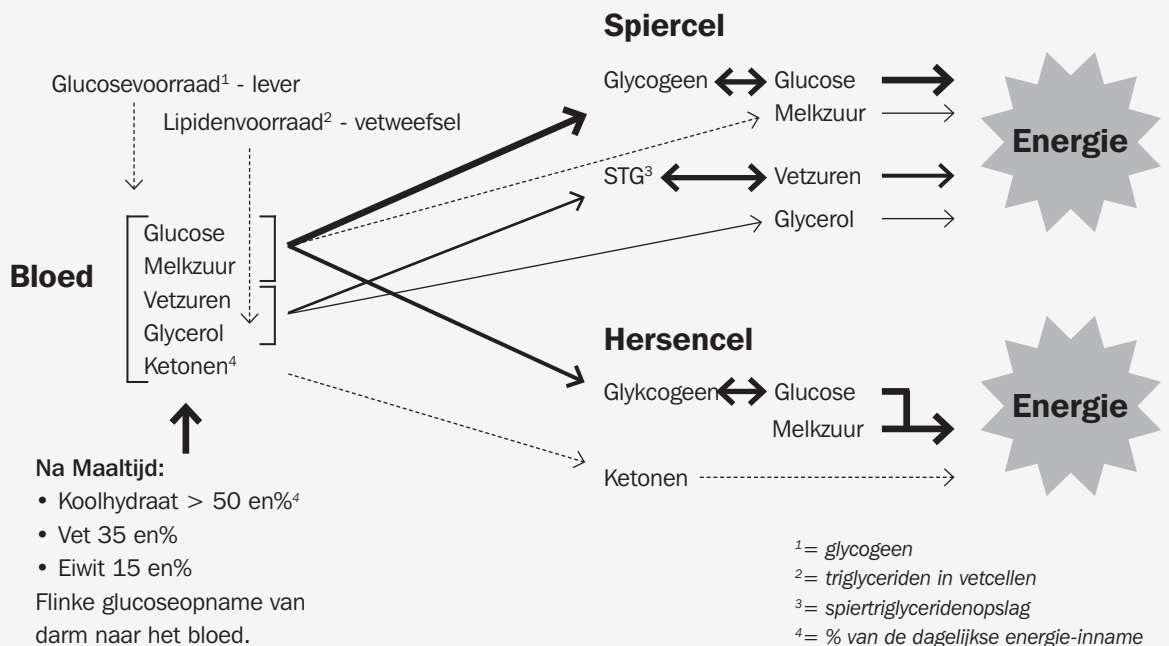 Spiercel
Glucosevoorraad¹ - lever
Lipidenvoorraad² - vetweefsel
Glycogeen
Glucose
Melkzuur
STG³
Vetzuren
Glycerol
Energie
Bloed
Glucose
Melkzuur
Vetzuren
Glycerol
Ketonen⁴
Hersencel
Glykcogeen
Glucose
Melkzuur
Ketonen
Energie
Na Maaltijd:
• Koolhydraat > 50 en%⁴
• Vet 35 en%
• Eiwit 15 en%
Flinke glucoseopname van
darm naar het bloed.
¹= glycogeen
²= triglyceriden in vetcellen
³= spiertriglyceridenopslag
⁴= % van de dagelijkse energie-inname